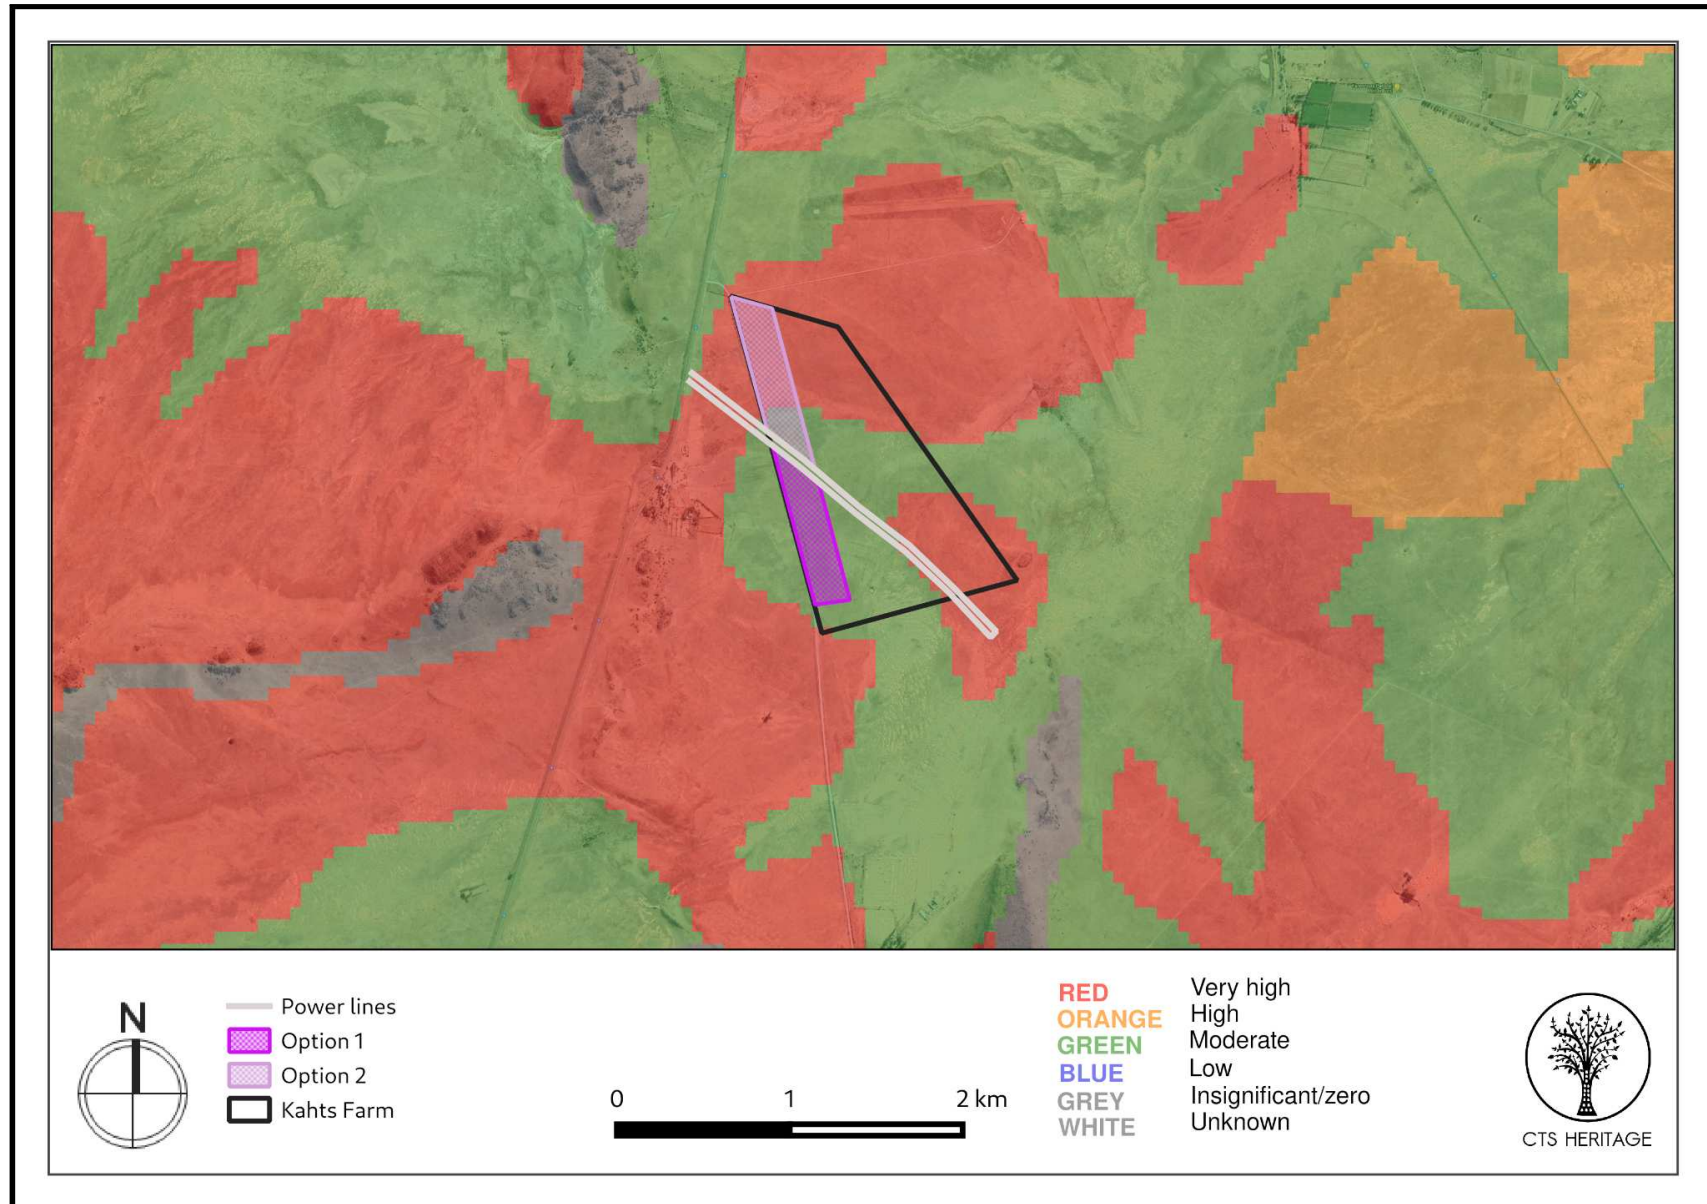 N
Power lines
Option 1
Option 2
Kahts Farm
0 1 2 km
RED Very high
ORANGE High
GREEN Moderate
BLUE Low
GREY Insignificant/zero
WHITE Unknown
CTS HERITAGE